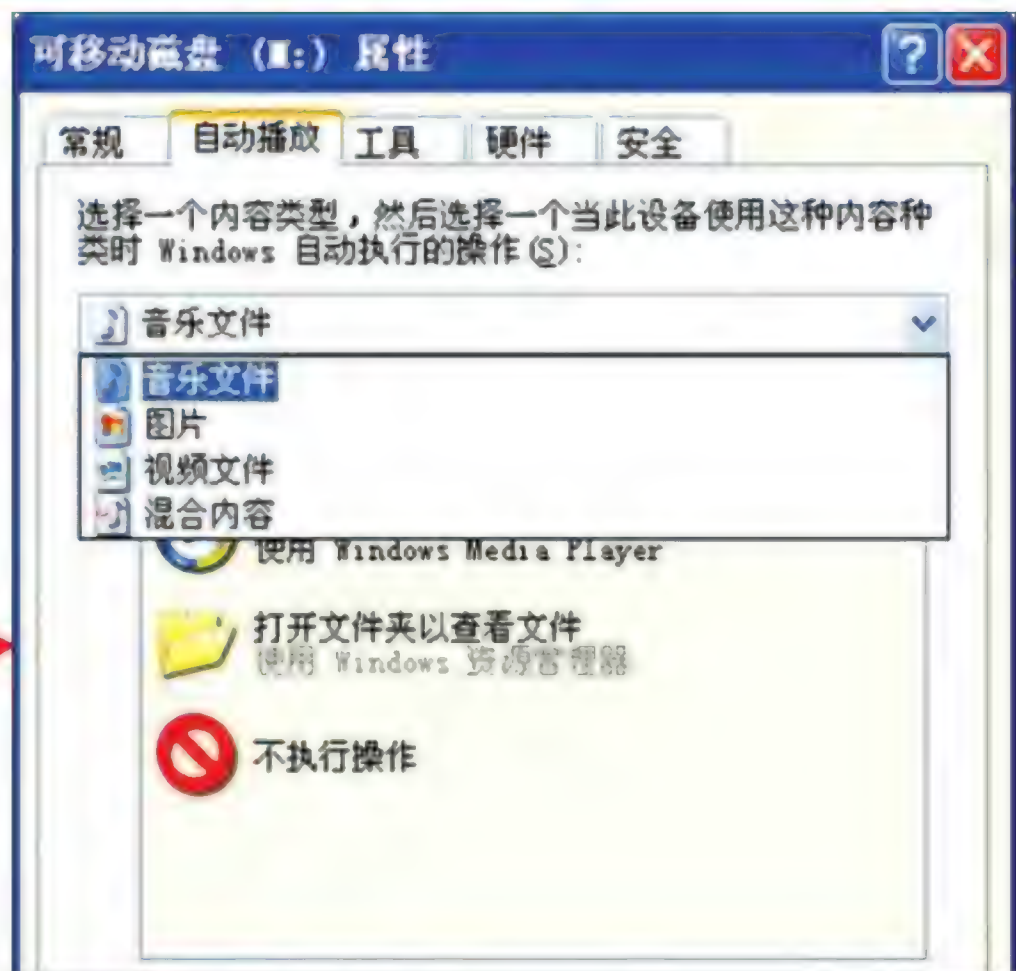 可移动磁盘 (M:) 属性
常规 自动播放 工具 硬件 安全
选择一个内容类型，然后选择一个当此设备使用这种内容种
类时 Windows 自动执行的操作(S):
音乐文件
音乐文件
图片
视频文件
混合内容
使用 Windows Media Player
打开文件夹以查看文件
使用 Windows 资源管理器
不执行操作